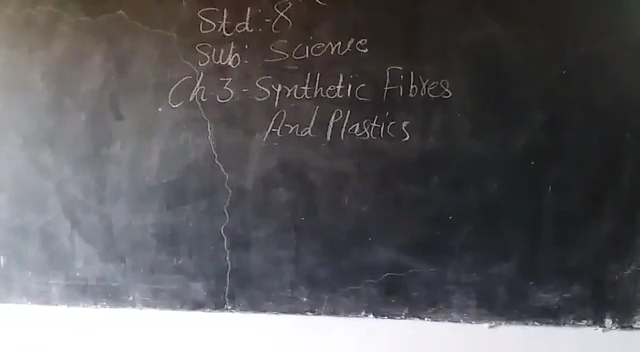 Std:- 8
Sub: Science
Ch 3 - Synthetic Fibres
And Plastics